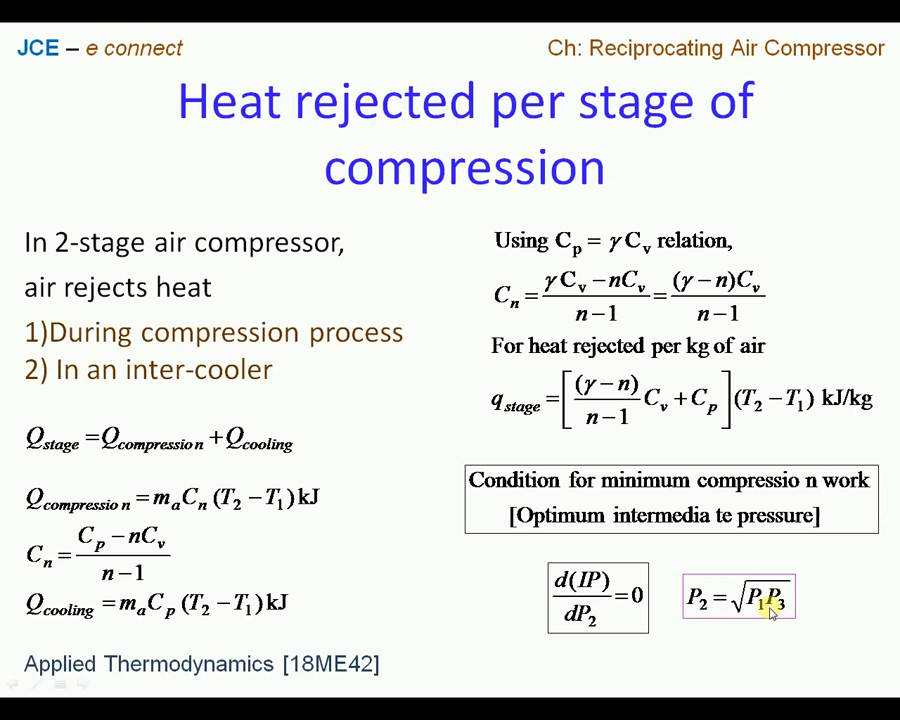 JCE – e connect
Ch: Reciprocating Air Compressor
Heat rejected per stage of
compression
In 2-stage air compressor,
air rejects heat
1)During compression process
2) In an inter-cooler
Q_stage = Q_compression + Q_cooling
Q_compressio n = m_a C_n (T_2 − T_1) kJ
C_n = (C_p − nC_v) / (n − 1)
Q_cooling = m_a C_p (T_2 − T_1) kJ
Using C_p = γ C_v relation,
C_n = (γ C_v − nC_v) / (n − 1) = ((γ − n)C_v) / (n − 1)
For heat rejected per kg of air
q_stage = [ (γ − n) / (n − 1) C_v + C_p ] (T_2 − T_1) kJ/kg
Condition for minimum compressio n work
[Optimum intermedia te pressure]
d(IP) / dP_2 = 0
P_2 = √(P_1 P_3)
Applied Thermodynamics [18ME42]